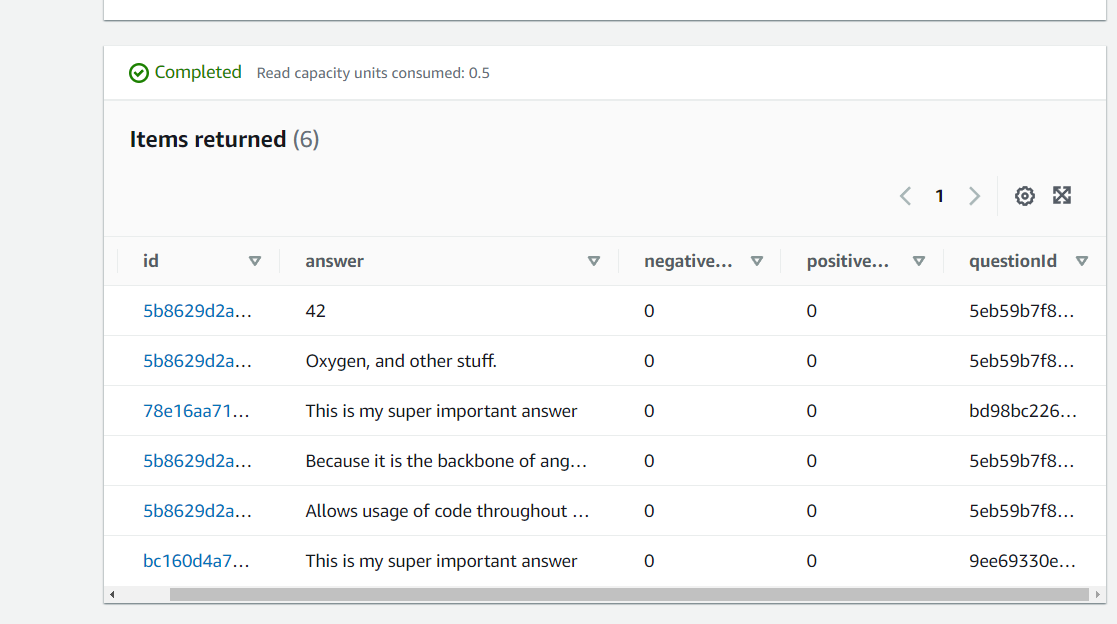 Completed Read capacity units consumed: 0.5
Items returned (6)
1
id answer negative... positive... questionId
5b8629d2a... 42 0 0 5eb59b7f8...
5b8629d2a... Oxygen, and other stuff. 0 0 5eb59b7f8...
78e16aa71... This is my super important answer 0 0 bd98bc226...
5b8629d2a... Because it is the backbone of ang... 0 0 5eb59b7f8...
5b8629d2a... Allows usage of code throughout ... 0 0 5eb59b7f8...
bc160d4a7... This is my super important answer 0 0 9ee69330e...